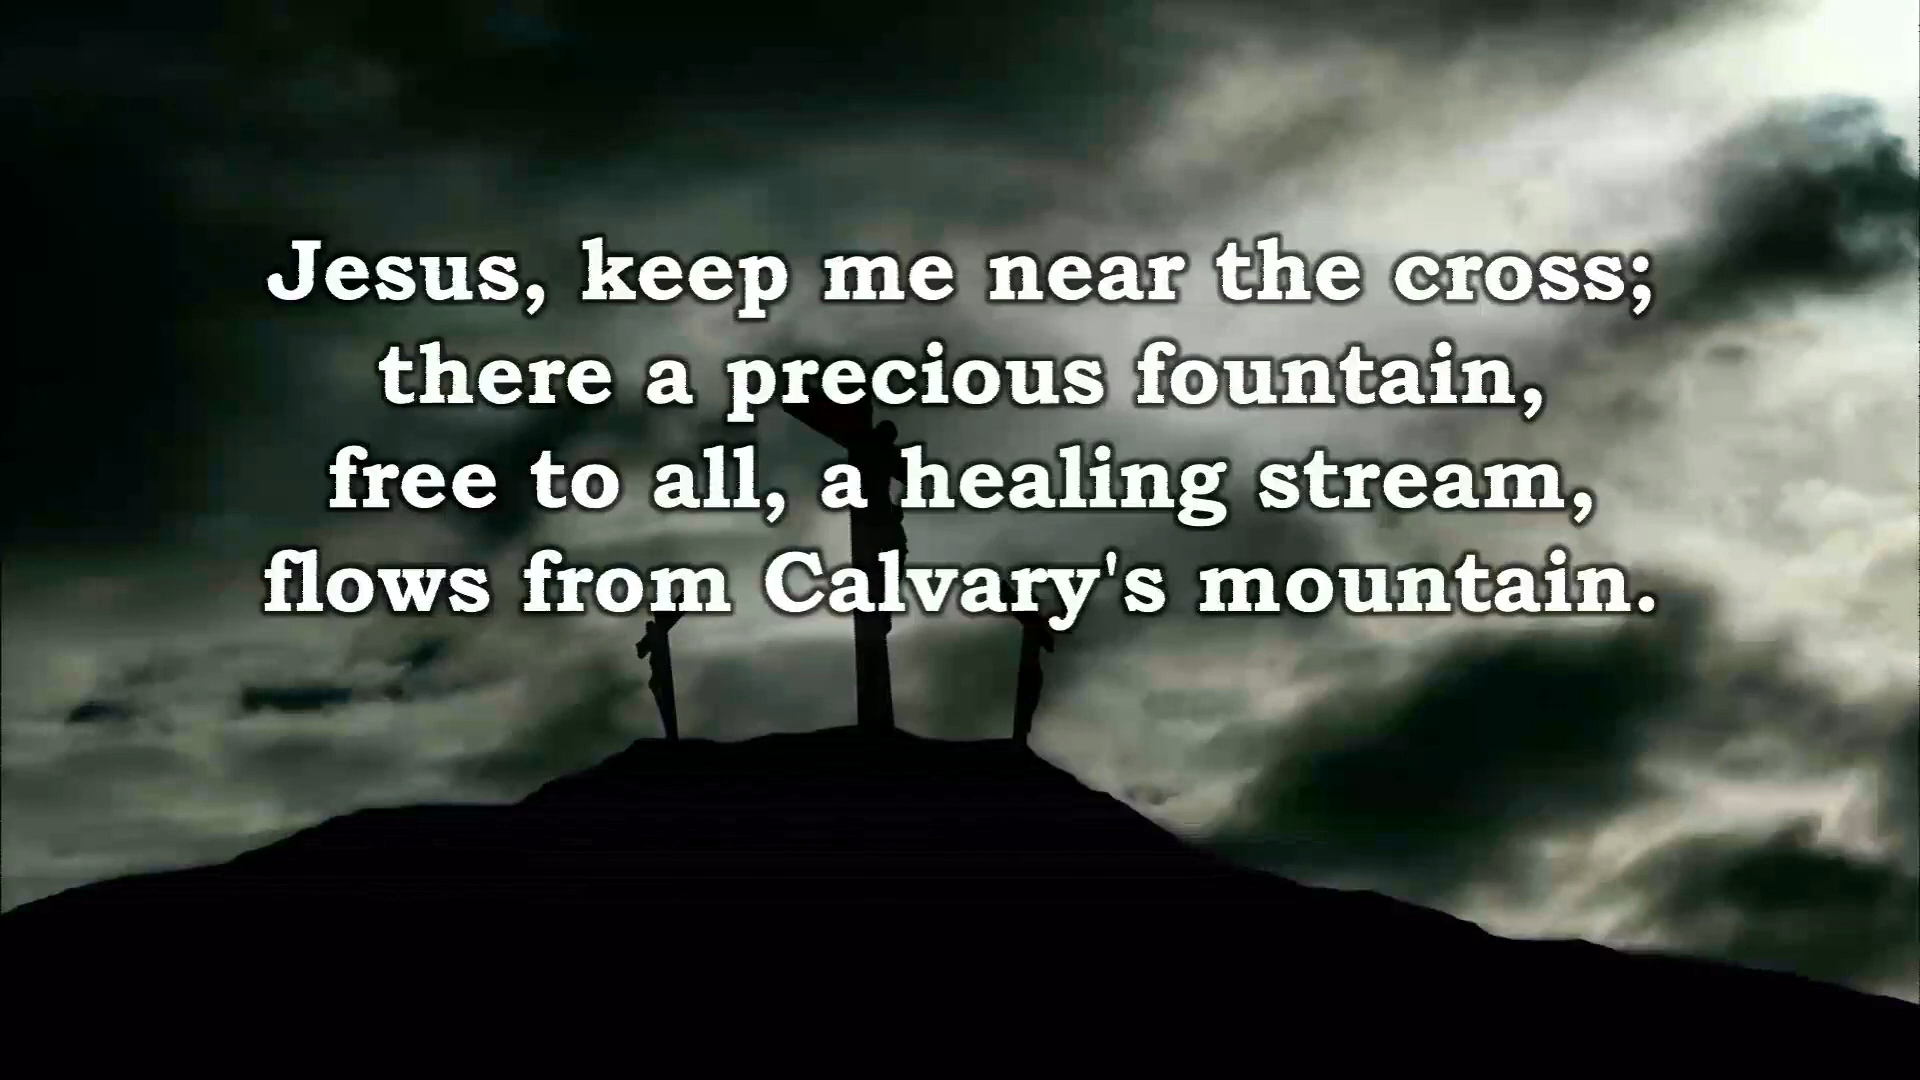 Jesus, keep me near the cross;
there a precious fountain,
free to all, a healing stream,
flows from Calvary's mountain.